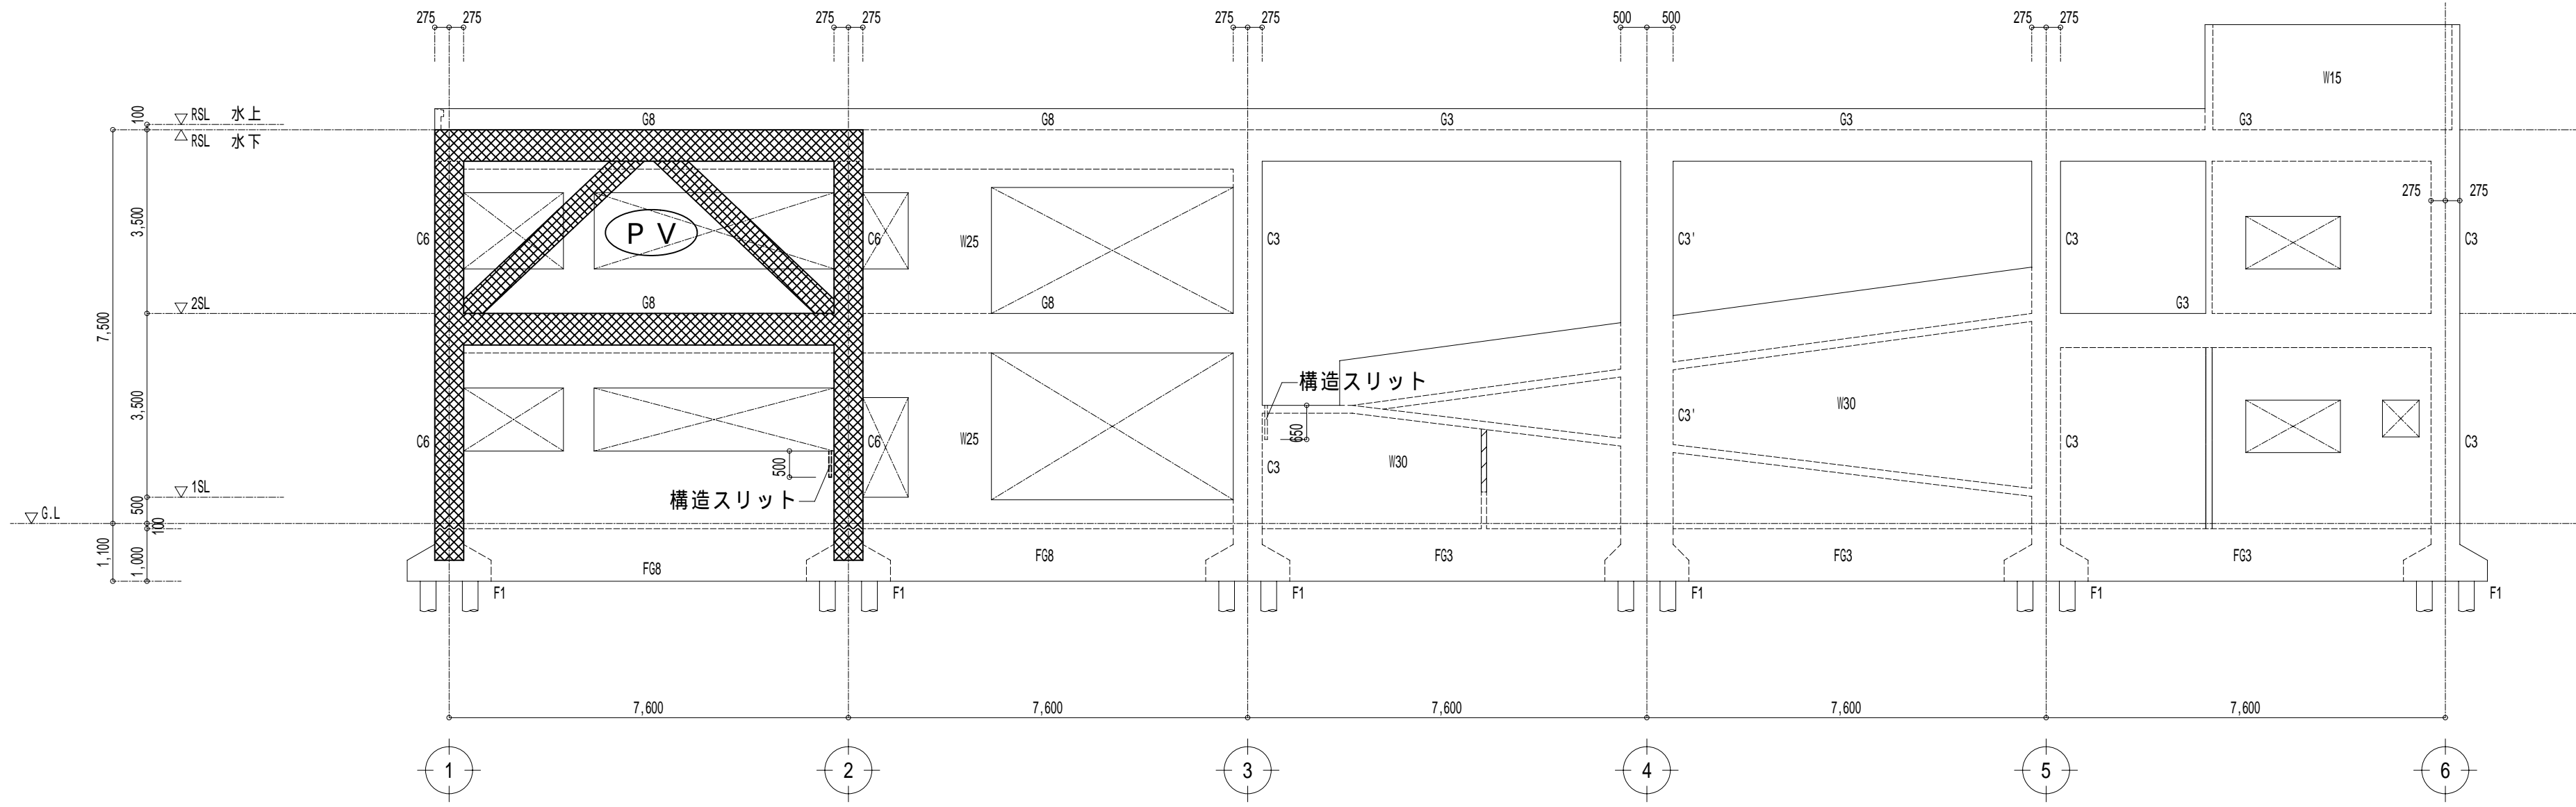 275 275 275 275 275 275 500 500 275 275
W15
100 RSL 水上
G8 G8 G3 G3 G3
RSL 水下
275 275
3,500
C6 P V C6 W25 C3 C3' C3 C3
2SL G8 G8 G3
7,500
構造スリット
3,500
C6 C6 W25 650 C3 W30 C3' W30 C3 C3
500
1SL 構造スリット
500
G.L
100
1,100 1,000
FG8 FG8 FG3 FG3 FG3
F1 F1 F1 F1 F1 F1
7,600 7,600 7,600 7,600 7,600
1 2 3 4 5 6